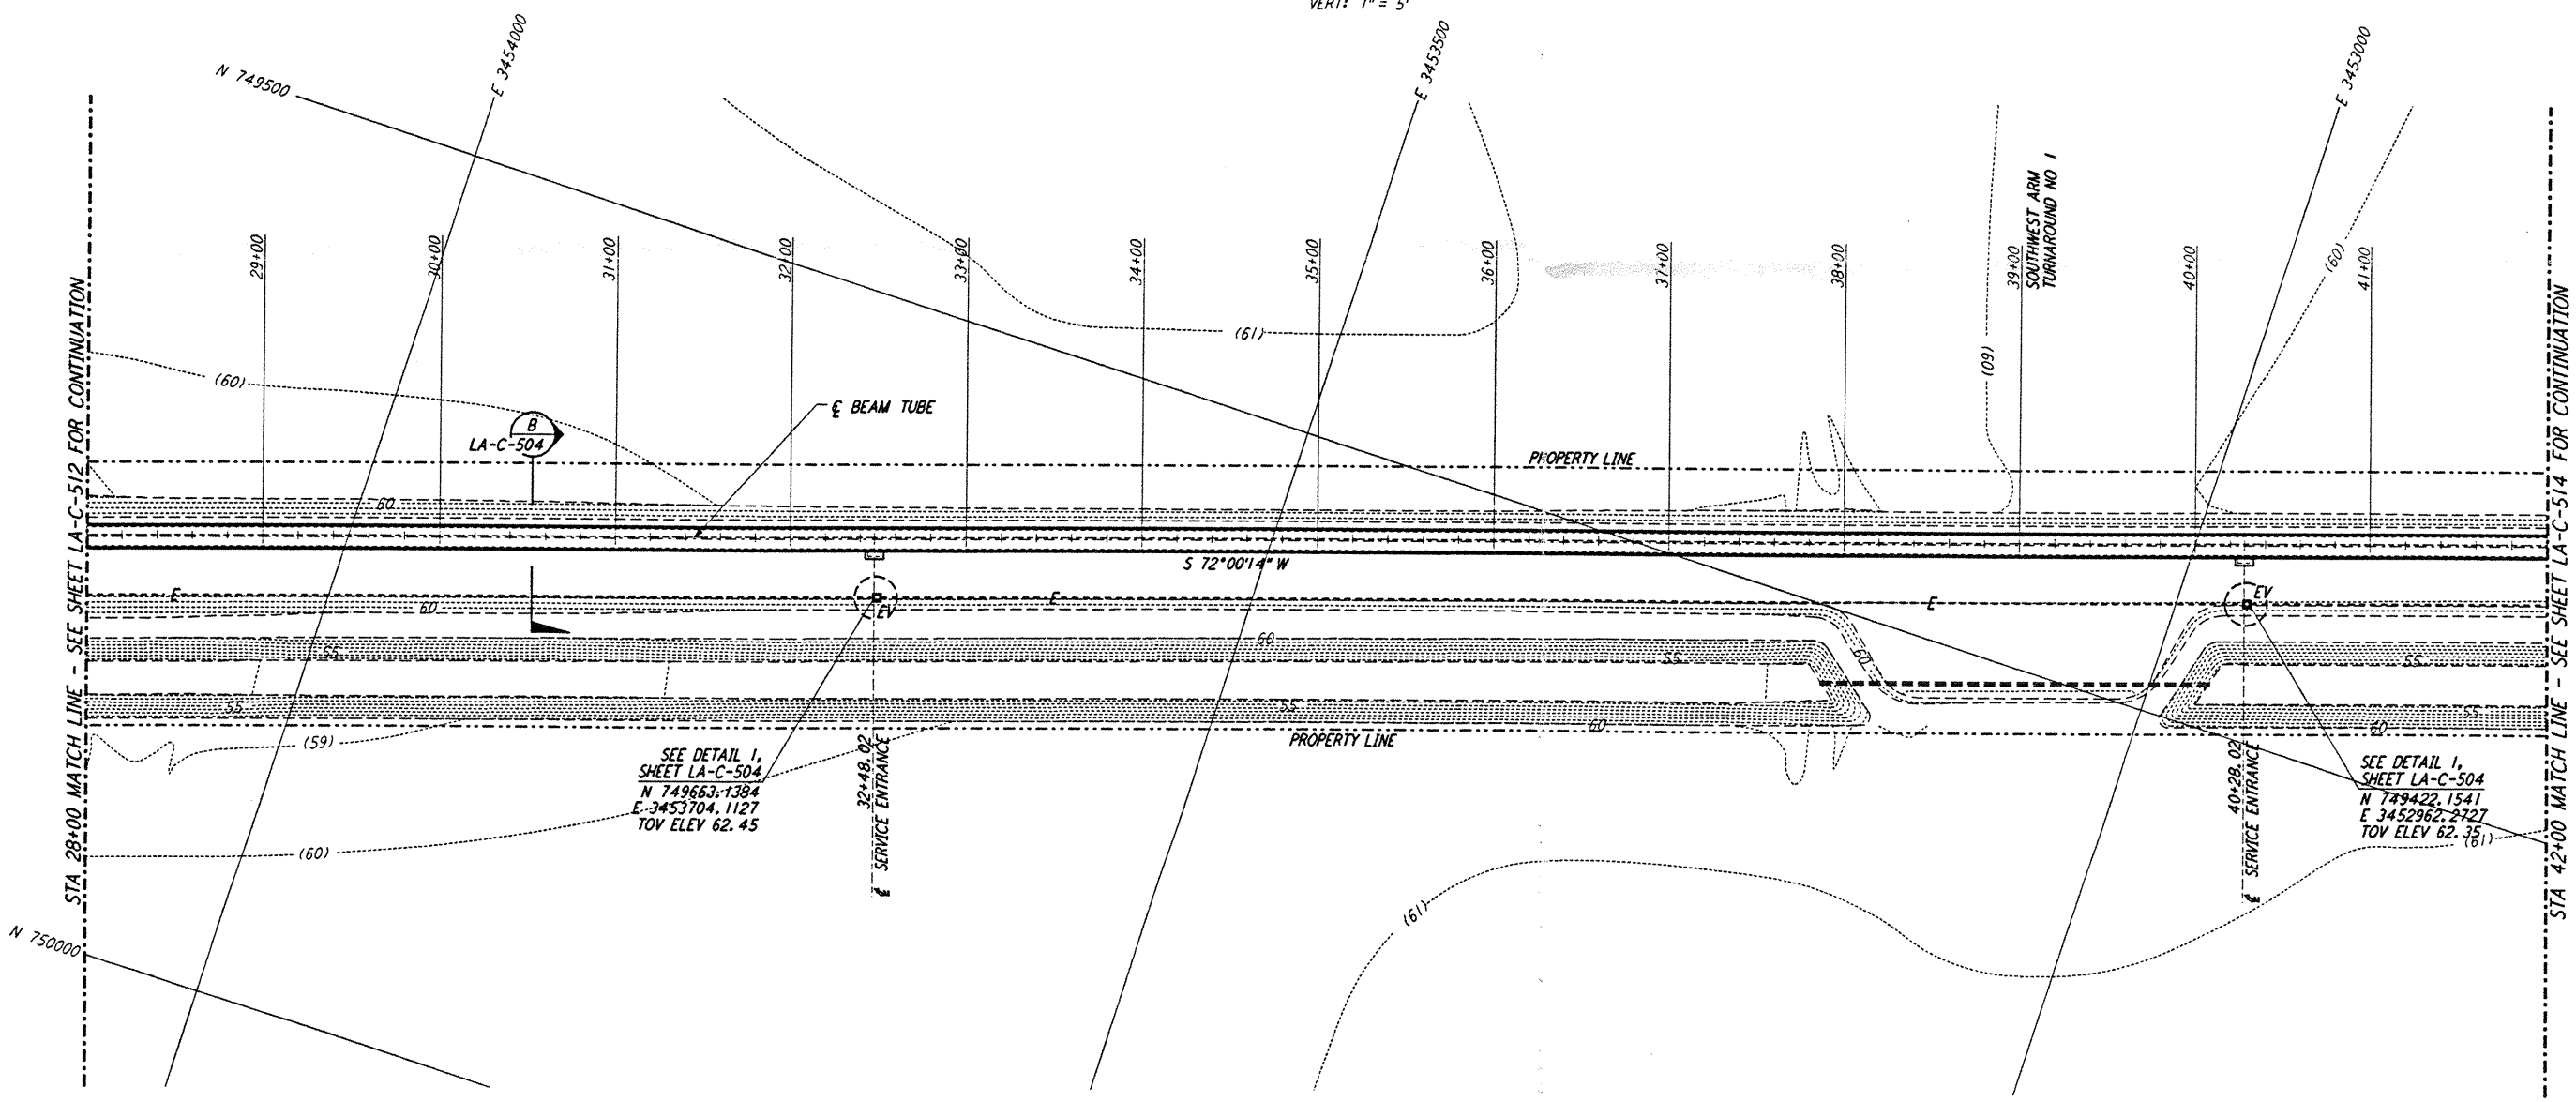 VERT: 1" = 5'
N 749500
E 3454000
E 3453500
E 3453000
29+00
30+00
31+00
32+00
33+00
34+00
35+00
36+00
37+00
38+00
39+00
40+00
41+00
SOUTHWEST ARM
TURNAROUND NO 1
(60)
(61)
(60)
(60)
STA 28+00 MATCH LINE - SEE SHEET LA-C-512 FOR CONTINUATION
STA 42+00 MATCH LINE - SEE SHEET LA-C-514 FOR CONTINUATION
B
LA-C-504
℄ BEAM TUBE
PROPERTY LINE
60
S 72°00'14" W
E
60
EV
E
E
EV
60
60
55
55
55
55
55
55
60
60
PROPERTY LINE
(59)
(60)
SEE DETAIL 1,
SHEET LA-C-504
N 749663.1384
E 3453704.1127
TOV ELEV 62.45
32+48.02
℄ SERVICE ENTRANCE
40+28.02
℄ SERVICE ENTRANCE
SEE DETAIL 1,
SHEET LA-C-504
N 749422.1541
E 3452962.2727
TOV ELEV 62.35
(61)
(61)
N 750000